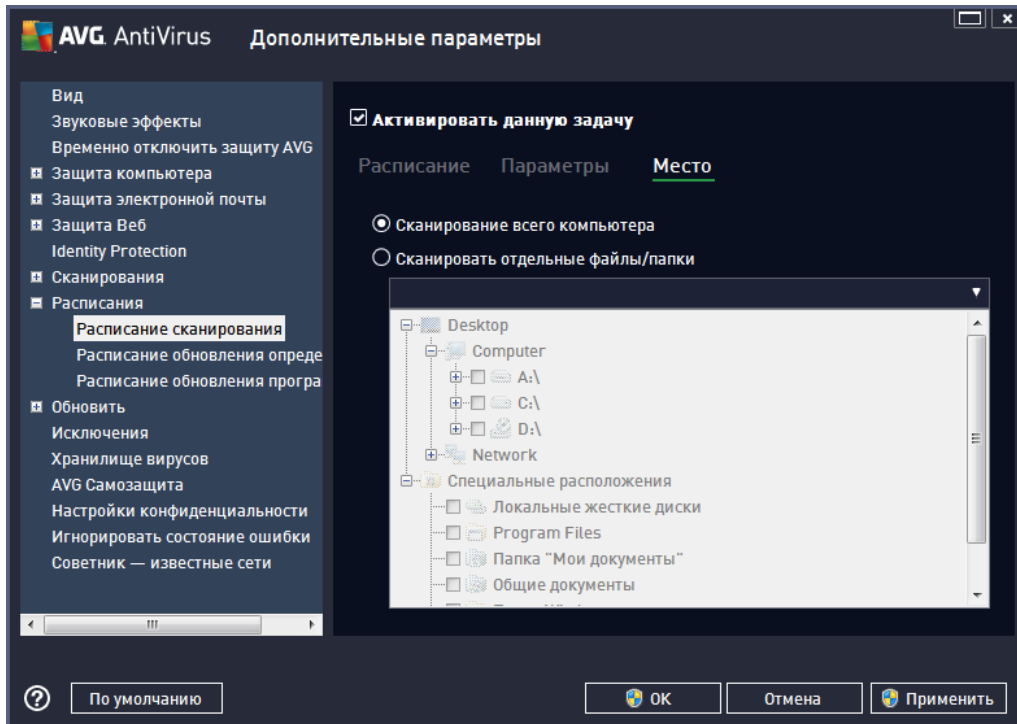 AVG AntiVirus Дополнительные параметры
Вид
Звуковые эффекты
Временно отключить защиту AVG
Защита компьютера
Защита электронной почты
Защита Веб
Identity Protection
Сканирования
Расписания
Расписание сканирования
Расписание обновления опреде
Расписание обновления програ
Обновить
Исключения
Хранилище вирусов
AVG Самозащита
Настройки конфиденциальности
Игнорировать состояние ошибки
Советник — известные сети
Активировать данную задачу
Расписание Параметры Место
Сканирование всего компьютера
Сканировать отдельные файлы/папки
Desktop
Computer
A:\
C:\
D:\
Network
Специальные расположения
Локальные жесткие диски
Program Files
Папка "Мои документы"
Общие документы
По умолчанию
OK
Отмена
Применить